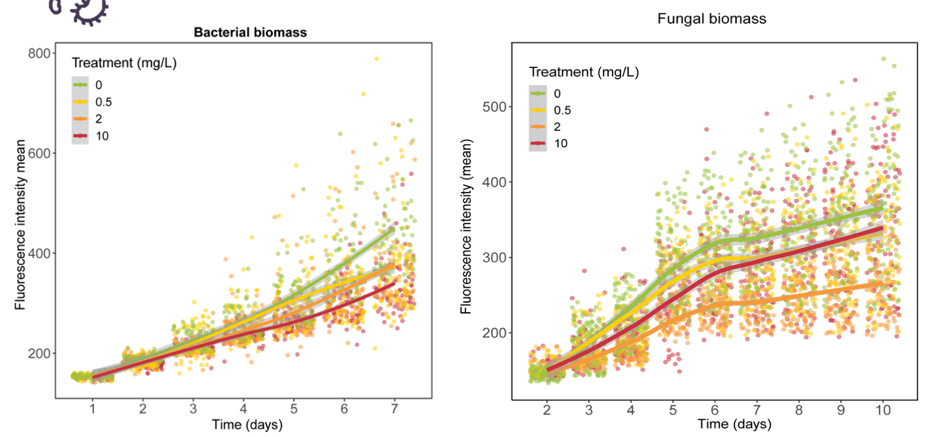 Bacterial biomass
Fluorescence intensity mean
800
600
400
200
Treatment (mg/L)
0
0.5
2
10
1 2 3 4 5 6 7
Time (days)
Fungal biomass
Fluorescence intensity (mean)
500
400
300
200
Treatment (mg/L)
0
0.5
2
10
2 3 4 5 6 7 8 9 10
Time (days)